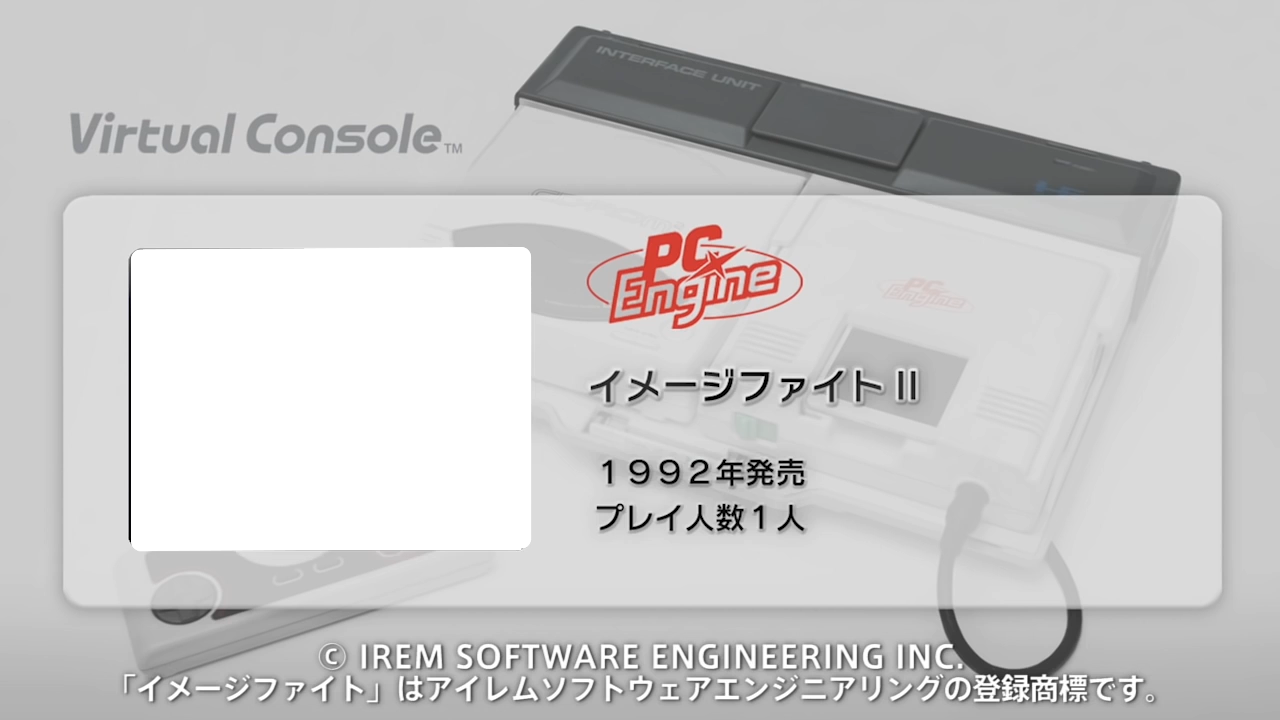 INTERFACE UNIT
Virtual Console™
PC Engine
PC Engine
イメージファイトⅡ
１９９２年発売
プレイ人数１人
© IREM SOFTWARE ENGINEERING INC.
「イメージファイト」はアイレムソフトウェアエンジニアリングの登録商標です。